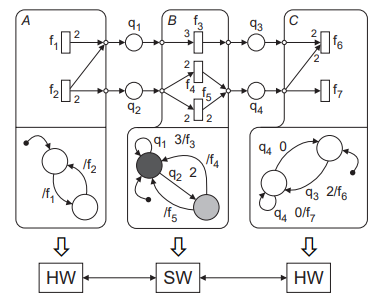 A
B
C
f1 2
q1
3 f3
q3
2 f6
2
f2 2
q2
2 f4
2
f5
2 2
q4
f7
/f2
/f1
q1 3/f3
q2 2
/f4
/f5
q4 0
q3 2/f6
q4 0/f7
HW
SW
HW